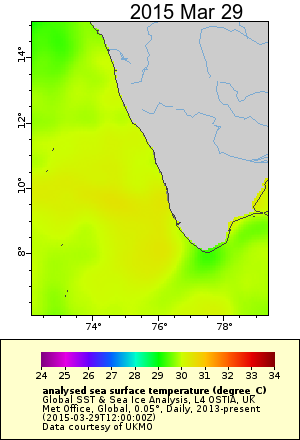 2015 Mar 29
14°
12°
10°
8°
74° 76° 78°
24 25 26 27 28 29 30 31 32 33 34
analysed sea surface temperature (degree_C)
Global SST & Sea Ice Analysis, L4 OSTIA, UK
Met Office, Global, 0.05°, Daily, 2013-present
(2015-03-29T12:00:00Z)
Data courtesy of UKMO